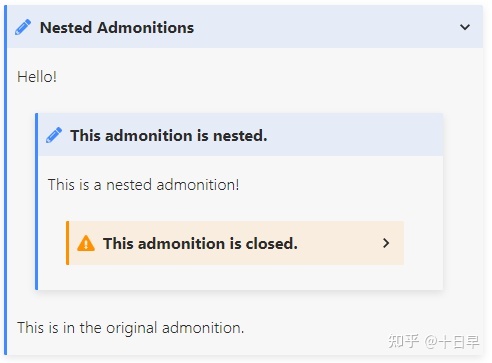 Nested Admonitions
Hello!
This admonition is nested.
This is a nested admonition!
This admonition is closed.
This is in the original admonition.
知乎 @十日早